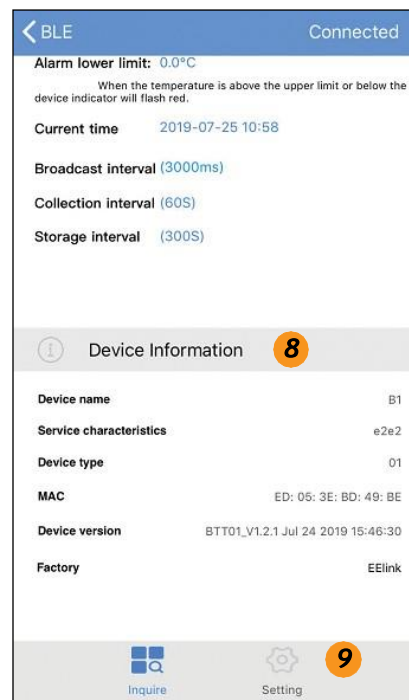 BLE Connected
Alarm lower limit: 0.0°C
When the temperature is above the upper limit or below the
device indicator will flash red.
Current time 2019-07-25 10:58
Broadcast interval (3000ms)
Collection interval (60S)
Storage interval (300S)
Device Information 8
Device name B1
Service characteristics e2e2
Device type 01
MAC ED: 05: 3E: BD: 49: BE
Device version BTT01_V1.2.1 Jul 24 2019 15:46:30
Factory EElink
9
Inquire Setting